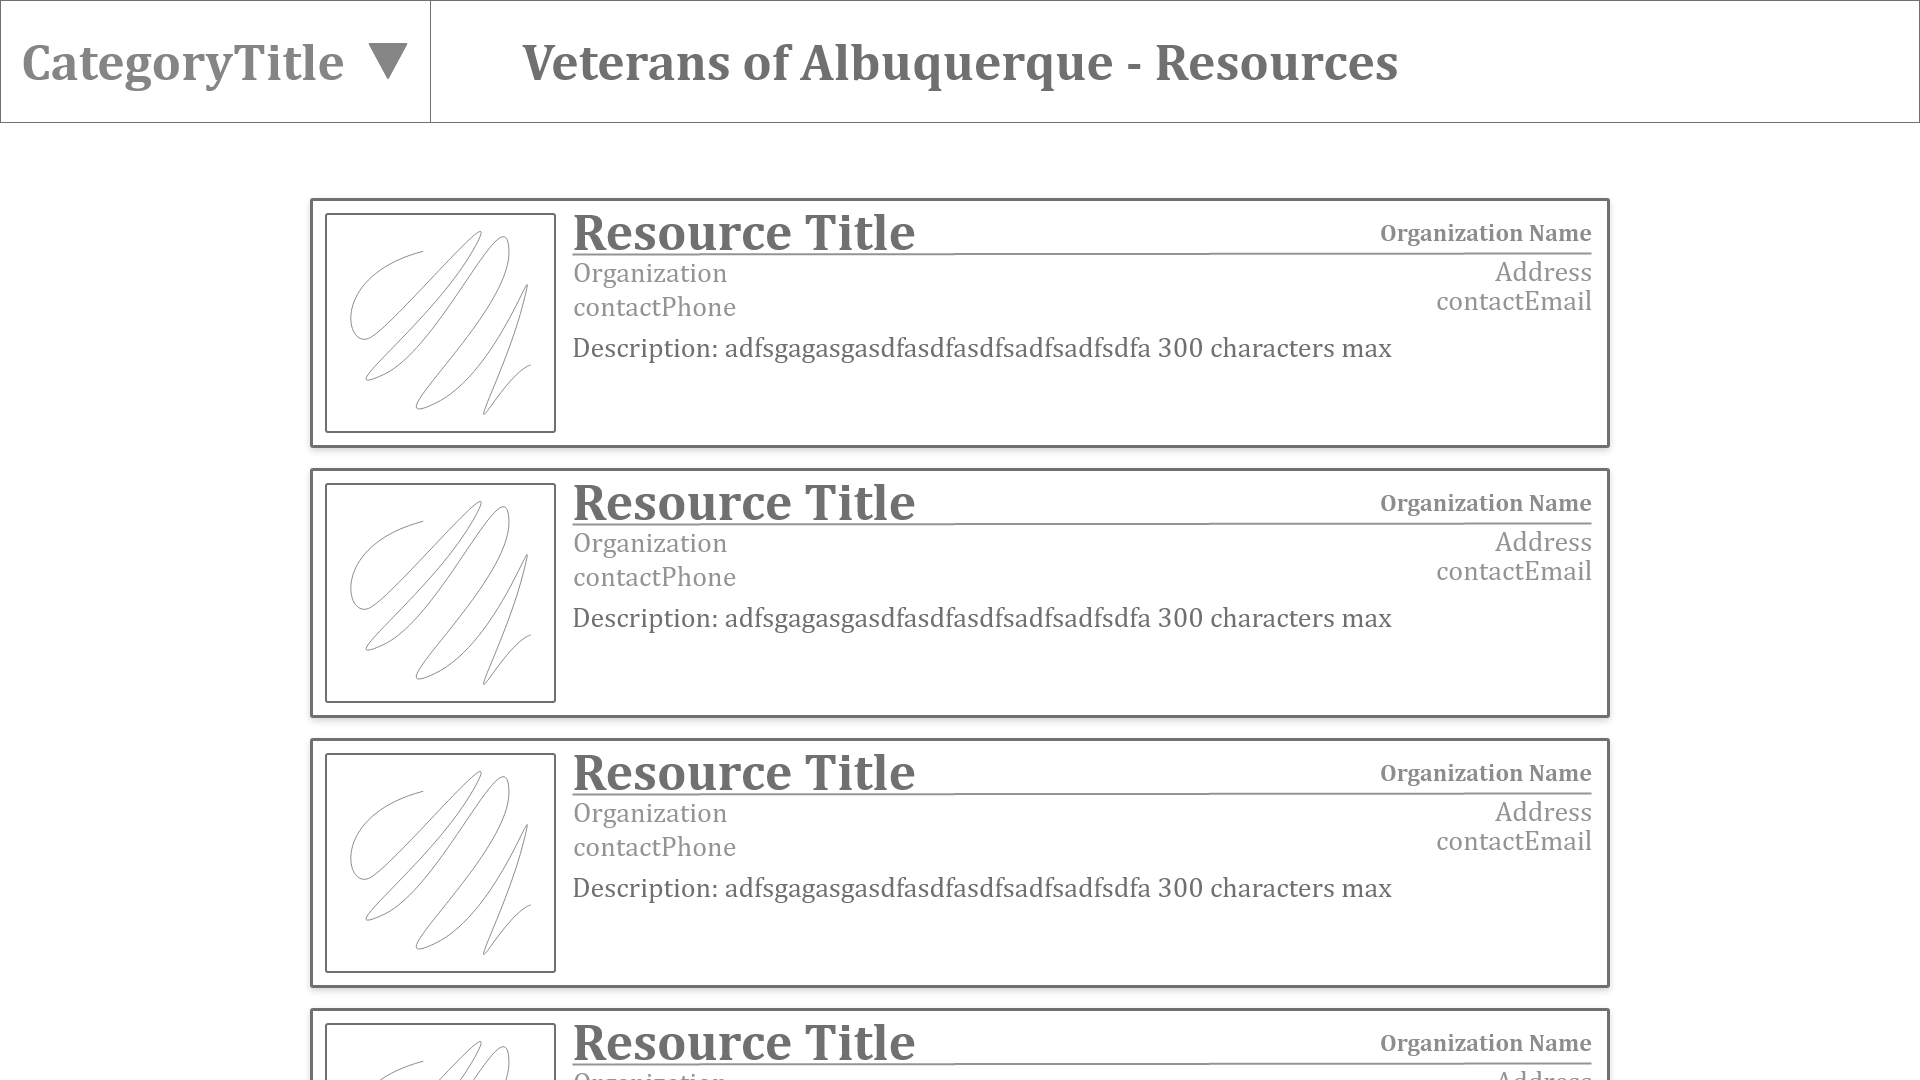 CategoryTitle ▼
Veterans of Albuquerque - Resources
Resource Title
Organization Name
Organization
Address
contactPhone
contactEmail
Description: adfsgagasgasdfasdfasdfsadfsadfsdfa 300 characters max
Resource Title
Organization Name
Organization
Address
contactPhone
contactEmail
Description: adfsgagasgasdfasdfasdfsadfsadfsdfa 300 characters max
Resource Title
Organization Name
Organization
Address
contactPhone
contactEmail
Description: adfsgagasgasdfasdfasdfsadfsadfsdfa 300 characters max
Resource Title
Organization Name
Organization
Address